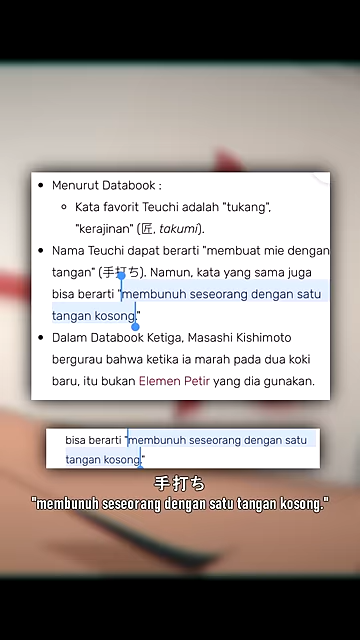 Menurut Databook :
Kata favorit Teuchi adalah "tukang",
"kerajinan" (匠, takumi).
Nama Teuchi dapat berarti "membuat mie dengan
tangan" (手打ち). Namun, kata yang sama juga
bisa berarti "membunuh seseorang dengan satu
tangan kosong."
Dalam Databook Ketiga, Masashi Kishimoto
bergurau bahwa ketika ia marah pada dua koki
baru, itu bukan Elemen Petir yang dia gunakan.
bisa berarti "membunuh seseorang dengan satu
tangan kosong."
手打ち
"membunuh seseorang dengan satu tangan kosong."